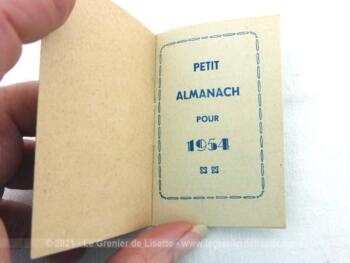 PETIT
ALMANACH
POUR
1954
© 2021 - Le Grenier de Lisette - www.legrenierdelisette.com